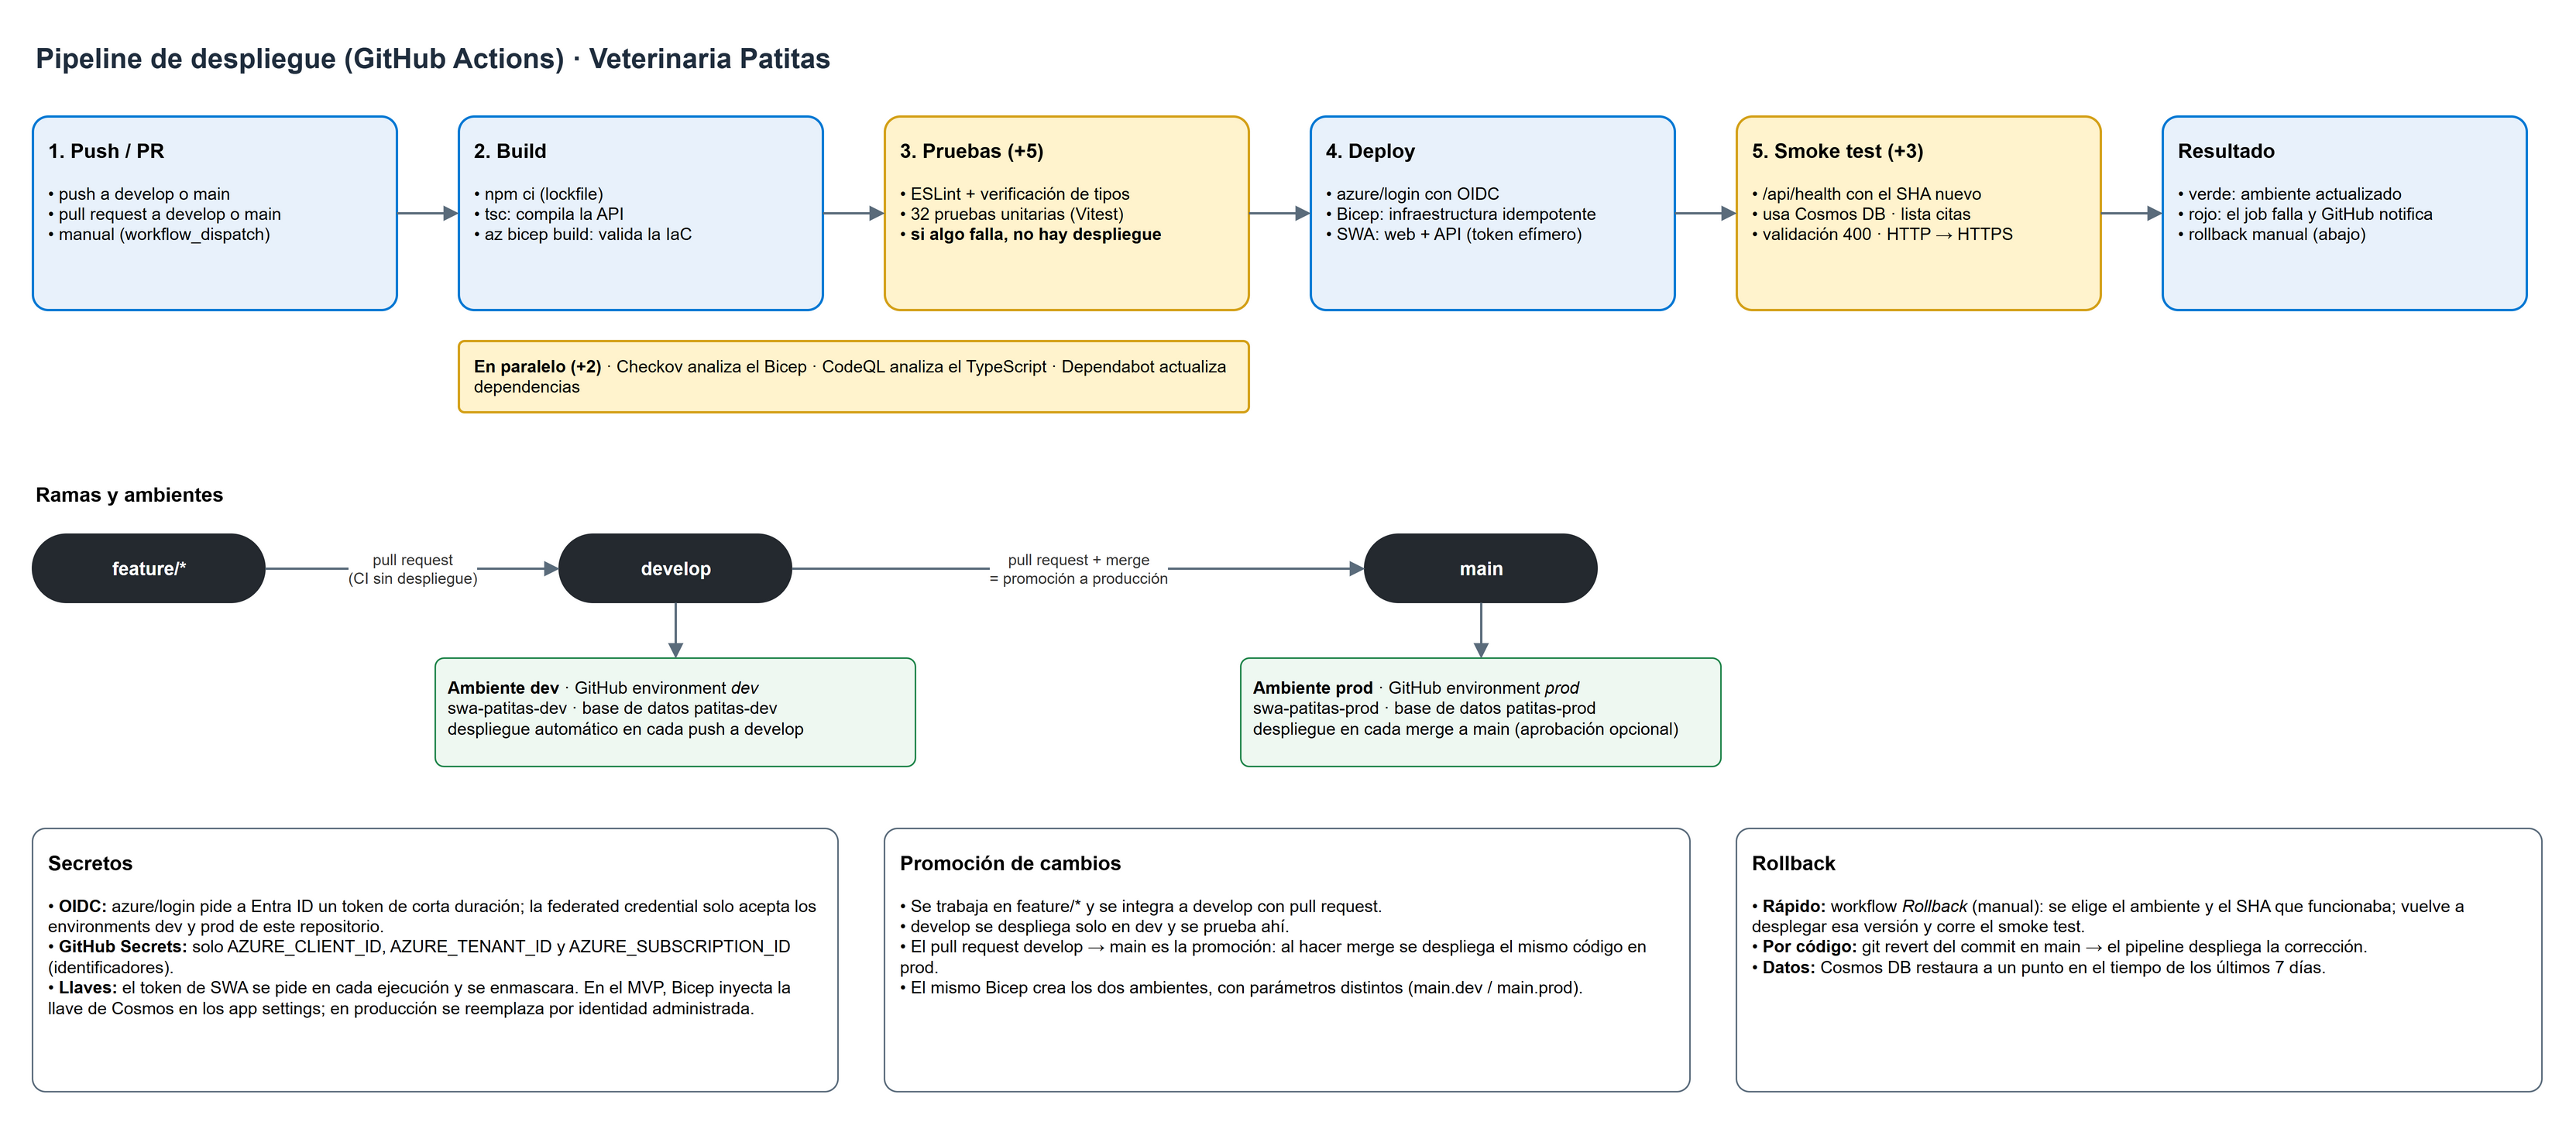 Pipeline de despliegue (GitHub Actions) · Veterinaria Patitas
1. Push / PR
• push a develop o main
• pull request a develop o main
• manual (workflow_dispatch)
2. Build
• npm ci (lockfile)
• tsc: compila la API
• az bicep build: valida la IaC
3. Pruebas (+5)
• ESLint + verificación de tipos
• 32 pruebas unitarias (Vitest)
• si algo falla, no hay despliegue
4. Deploy
• azure/login con OIDC
• Bicep: infraestructura idempotente
• SWA: web + API (token efímero)
5. Smoke test (+3)
• /api/health con el SHA nuevo
• usa Cosmos DB · lista citas
• validación 400 · HTTP → HTTPS
Resultado
• verde: ambiente actualizado
• rojo: el job falla y GitHub notifica
• rollback manual (abajo)
En paralelo (+2) · Checkov analiza el Bicep · CodeQL analiza el TypeScript · Dependabot actualiza
dependencias
Ramas y ambientes
feature/*
pull request
(CI sin despliegue)
develop
pull request + merge
= promoción a producción
main
Ambiente dev · GitHub environment dev
swa-patitas-dev · base de datos patitas-dev
despliegue automático en cada push a develop
Ambiente prod · GitHub environment prod
swa-patitas-prod · base de datos patitas-prod
despliegue en cada merge a main (aprobación opcional)
Secretos
• OIDC: azure/login pide a Entra ID un token de corta duración; la federated credential solo acepta los
environments dev y prod de este repositorio.
• GitHub Secrets: solo AZURE_CLIENT_ID, AZURE_TENANT_ID y AZURE_SUBSCRIPTION_ID
(identificadores).
• Llaves: el token de SWA se pide en cada ejecución y se enmascara. En el MVP, Bicep inyecta la
llave de Cosmos en los app settings; en producción se reemplaza por identidad administrada.
Promoción de cambios
• Se trabaja en feature/* y se integra a develop con pull request.
• develop se despliega solo en dev y se prueba ahí.
• El pull request develop → main es la promoción: al hacer merge se despliega el mismo código en
prod.
• El mismo Bicep crea los dos ambientes, con parámetros distintos (main.dev / main.prod).
Rollback
• Rápido: workflow Rollback (manual): se elige el ambiente y el SHA que funcionaba; vuelve a
desplegar esa versión y corre el smoke test.
• Por código: git revert del commit en main → el pipeline despliega la corrección.
• Datos: Cosmos DB restaura a un punto en el tiempo de los últimos 7 días.